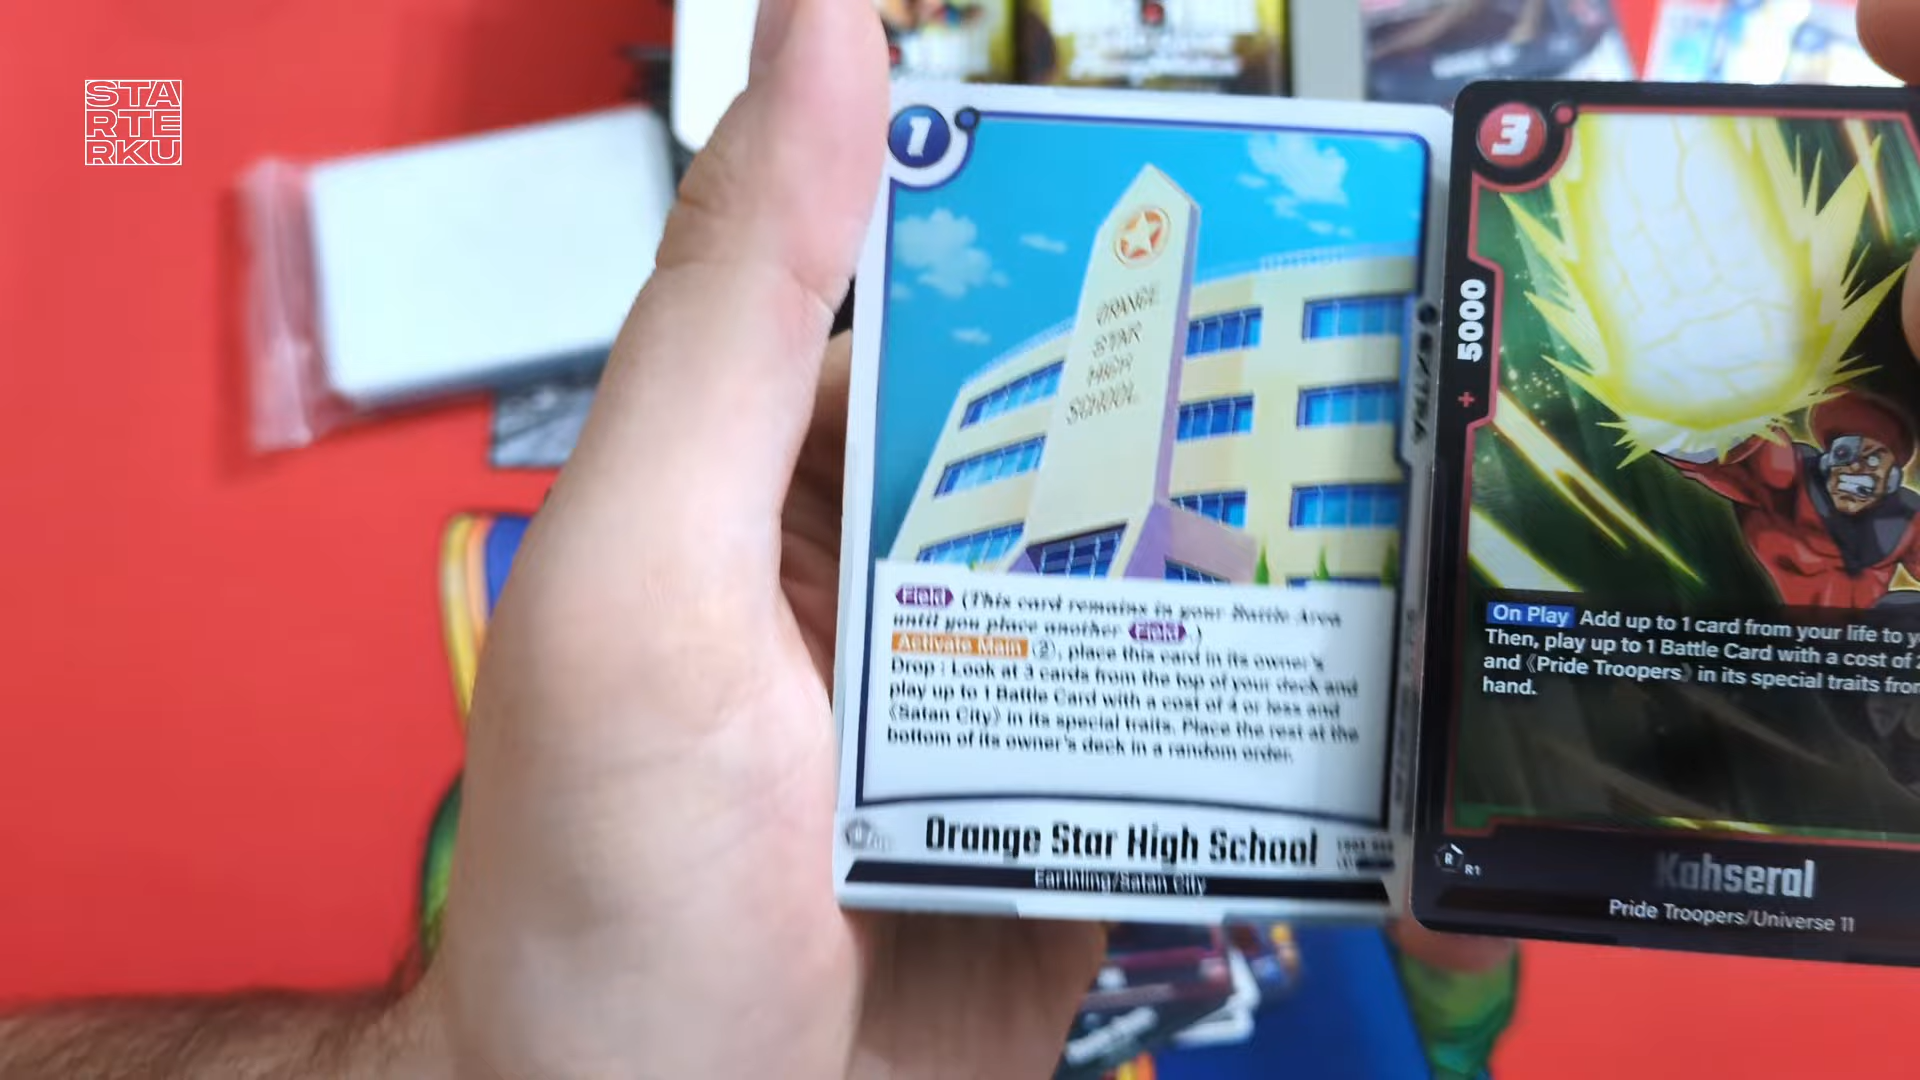 STA
RTE
RKU
1
ORANGE
STAR
HIGH
SCHOOL
Field (This card remains in your Battle Area
until you place another Field.)
Activate Main ②, place this card in its owner's
Drop : Look at 3 cards from the top of your deck and
play up to 1 Battle Card with a cost of 4 or less and
《Satan City》 in its special traits. Place the rest at the
bottom of its owner's deck in a random order.
Orange Star High School
Earthling/Satan City
3
+ 5000
On Play Add up to 1 card from your life to
Then, play up to 1 Battle Card with a cost of
and 《Pride Troopers》 in its special traits
hand.
R R1
Kahseral
Pride Troopers/Universe 11